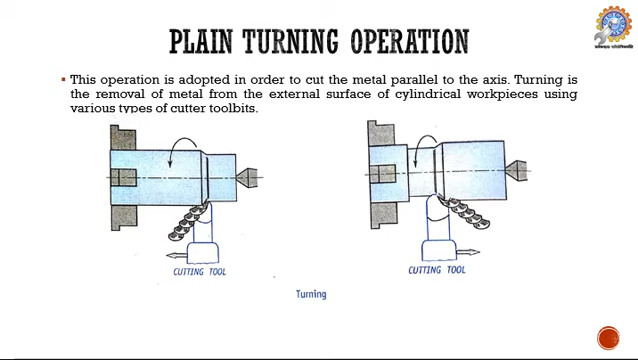 PLAIN TURNING OPERATION
This operation is adopted in order to cut the metal parallel to the axis. Turning is
the removal of metal from the external surface of cylindrical workpieces using
various types of cutter toolbits.
CUTTING TOOL
CUTTING TOOL
Turning